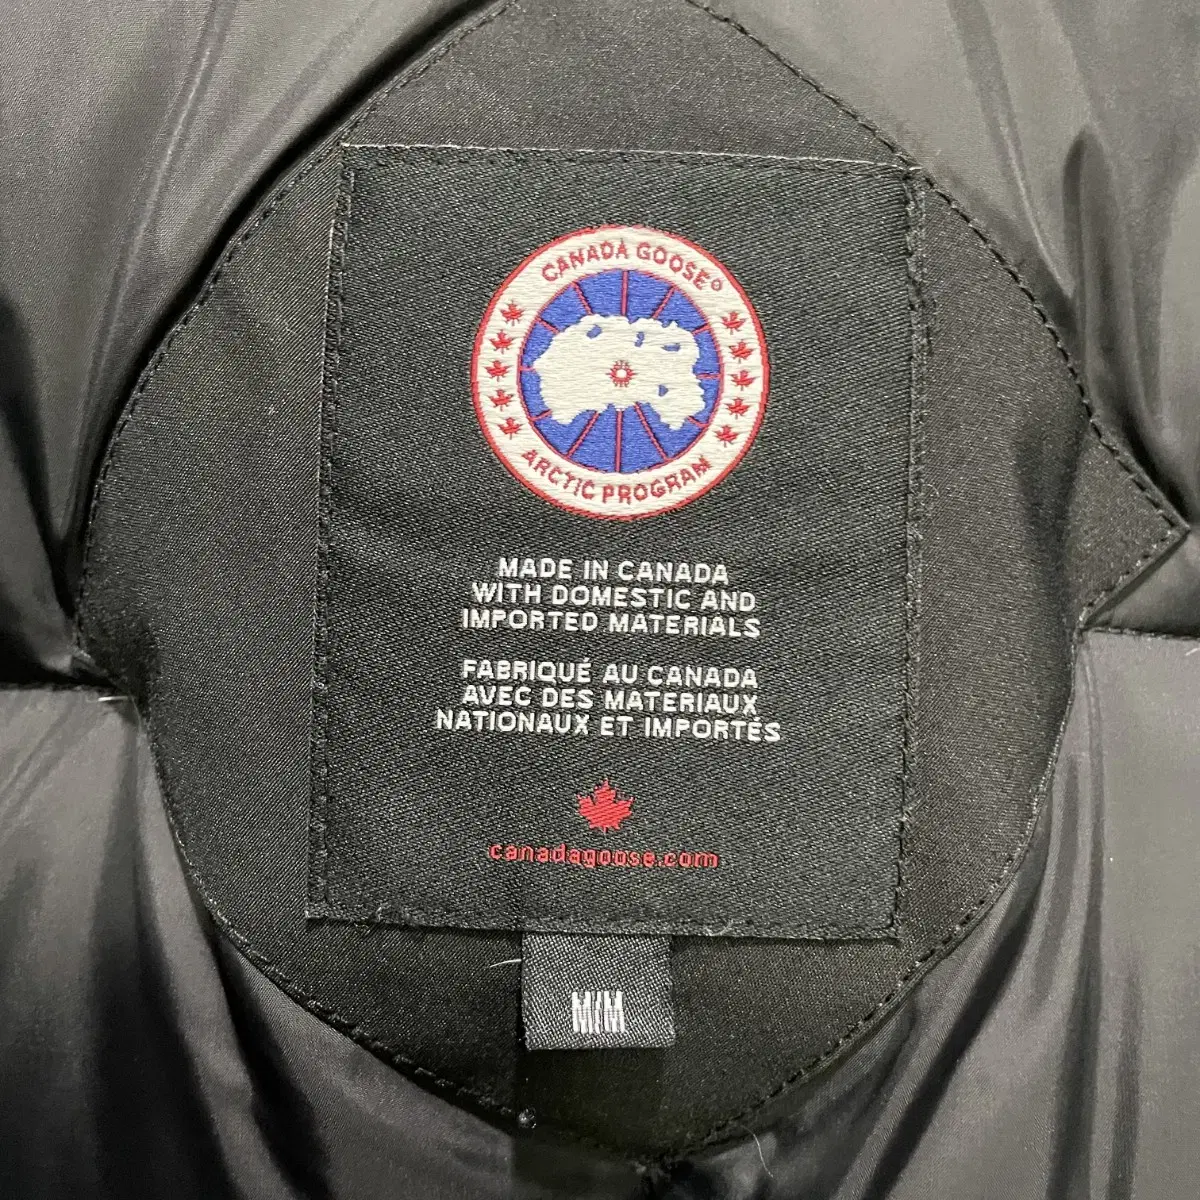 CANADA GOOSE®
ARCTIC PROGRAM
MADE IN CANADA
WITH DOMESTIC AND
IMPORTED MATERIALS
FABRIQUÉ AU CANADA
AVEC DES MATERIAUX
NATIONAUX ET IMPORTÉS
canadagoose.com
M/M